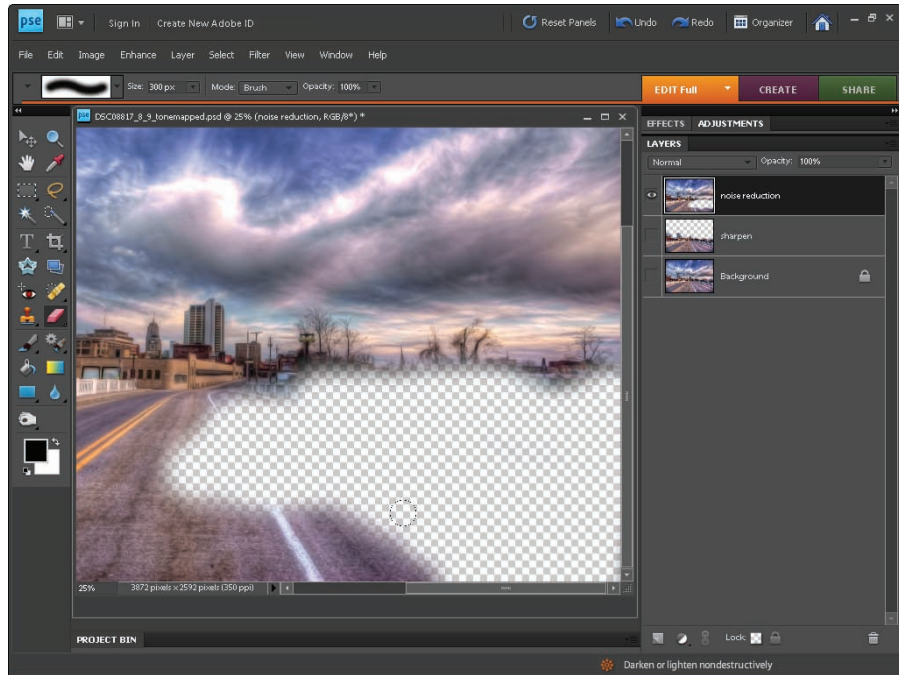 pse Sign In Create New Adobe ID Reset Panels Undo Redo Organizer
File Edit Image Enhance Layer Select Filter View Window Help
Size: 300 px Mode: Brush Opacity: 100% EDIT Full CREATE SHARE
pse DSC08817_8_9_tonemapped.psd @ 25% (noise reduction, RGB/8*) *
EFFECTS ADJUSTMENTS
LAYERS
Normal Opacity: 100%
noise reduction
sharpen
Background
T
25% 3872 pixels x 2592 pixels (350 ppi)
PROJECT BIN
Lock:
Darken or lighten nondestructively